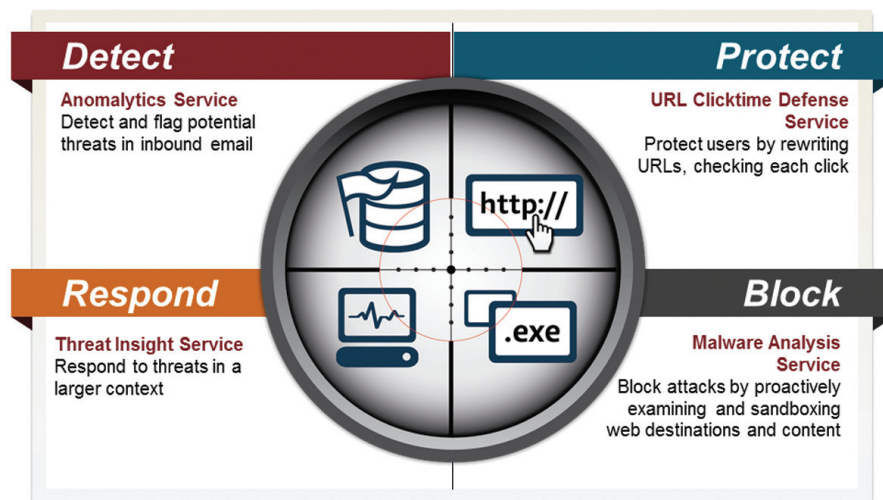 Detect
Anomalytics Service
Detect and flag potential
threats in inbound email
Protect
URL Clicktime Defense
Service
Protect users by rewriting
URLs, checking each click
http://
Respond
Threat Insight Service
Respond to threats in a
larger context
.exe
Block
Malware Analysis
Service
Block attacks by proactively
examining and sandboxing
web destinations and content